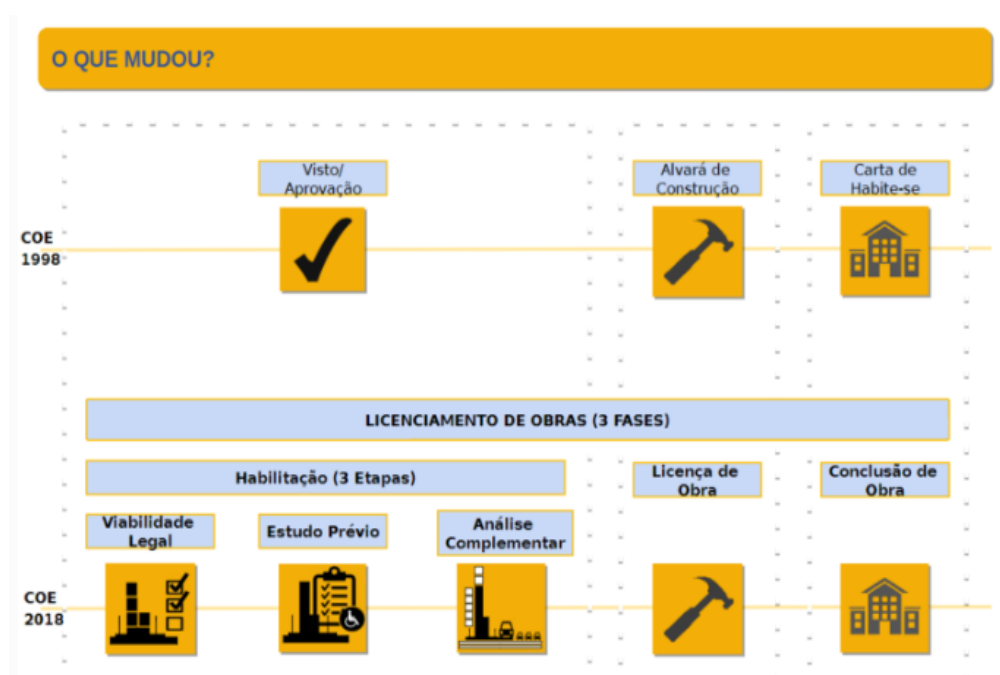 O QUE MUDOU?
Visto/
Aprovação
Alvará de
Construção
Carta de
Habite-se
COE
1998
LICENCIAMENTO DE OBRAS (3 FASES)
Habilitação (3 Etapas)
Licença de
Obra
Conclusão de
Obra
Viabilidade
Legal
Estudo Prévio
Análise
Complementar
COE
2018